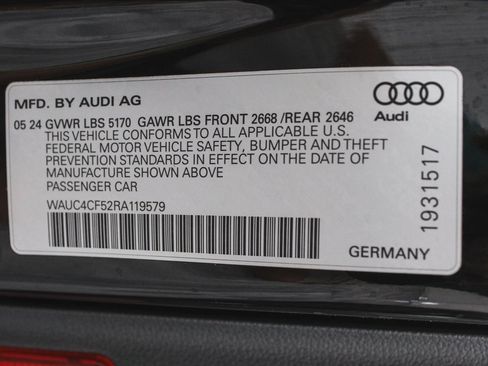 MFD. BY AUDI AG
Audi
05 24 GVWR LBS 5170 GAWR LBS FRONT 2668 /REAR 2646
THIS VEHICLE CONFORMS TO ALL APPLICABLE U.S.
FEDERAL MOTOR VEHICLE SAFETY, BUMPER AND THEFT
PREVENTION STANDARDS IN EFFECT ON THE DATE OF
MANUFACTURE SHOWN ABOVE
PASSENGER CAR
WAUC4CF52RA119579
1931517
GERMANY